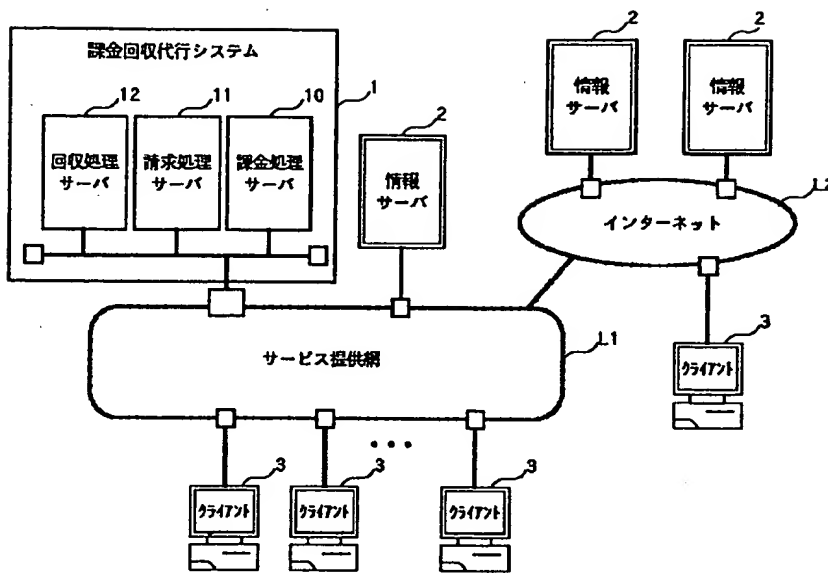 課金回収代行システム
12
11
10
1
回収処理
サーバ
請求処理
サーバ
課金処理
サーバ
2
情報
サーバ
2
情報
サーバ
2
情報
サーバ
インターネット
L2
サービス提供網
L1
3
クライアント
3
クライアント
3
クライアント
• • •
3
クライアント